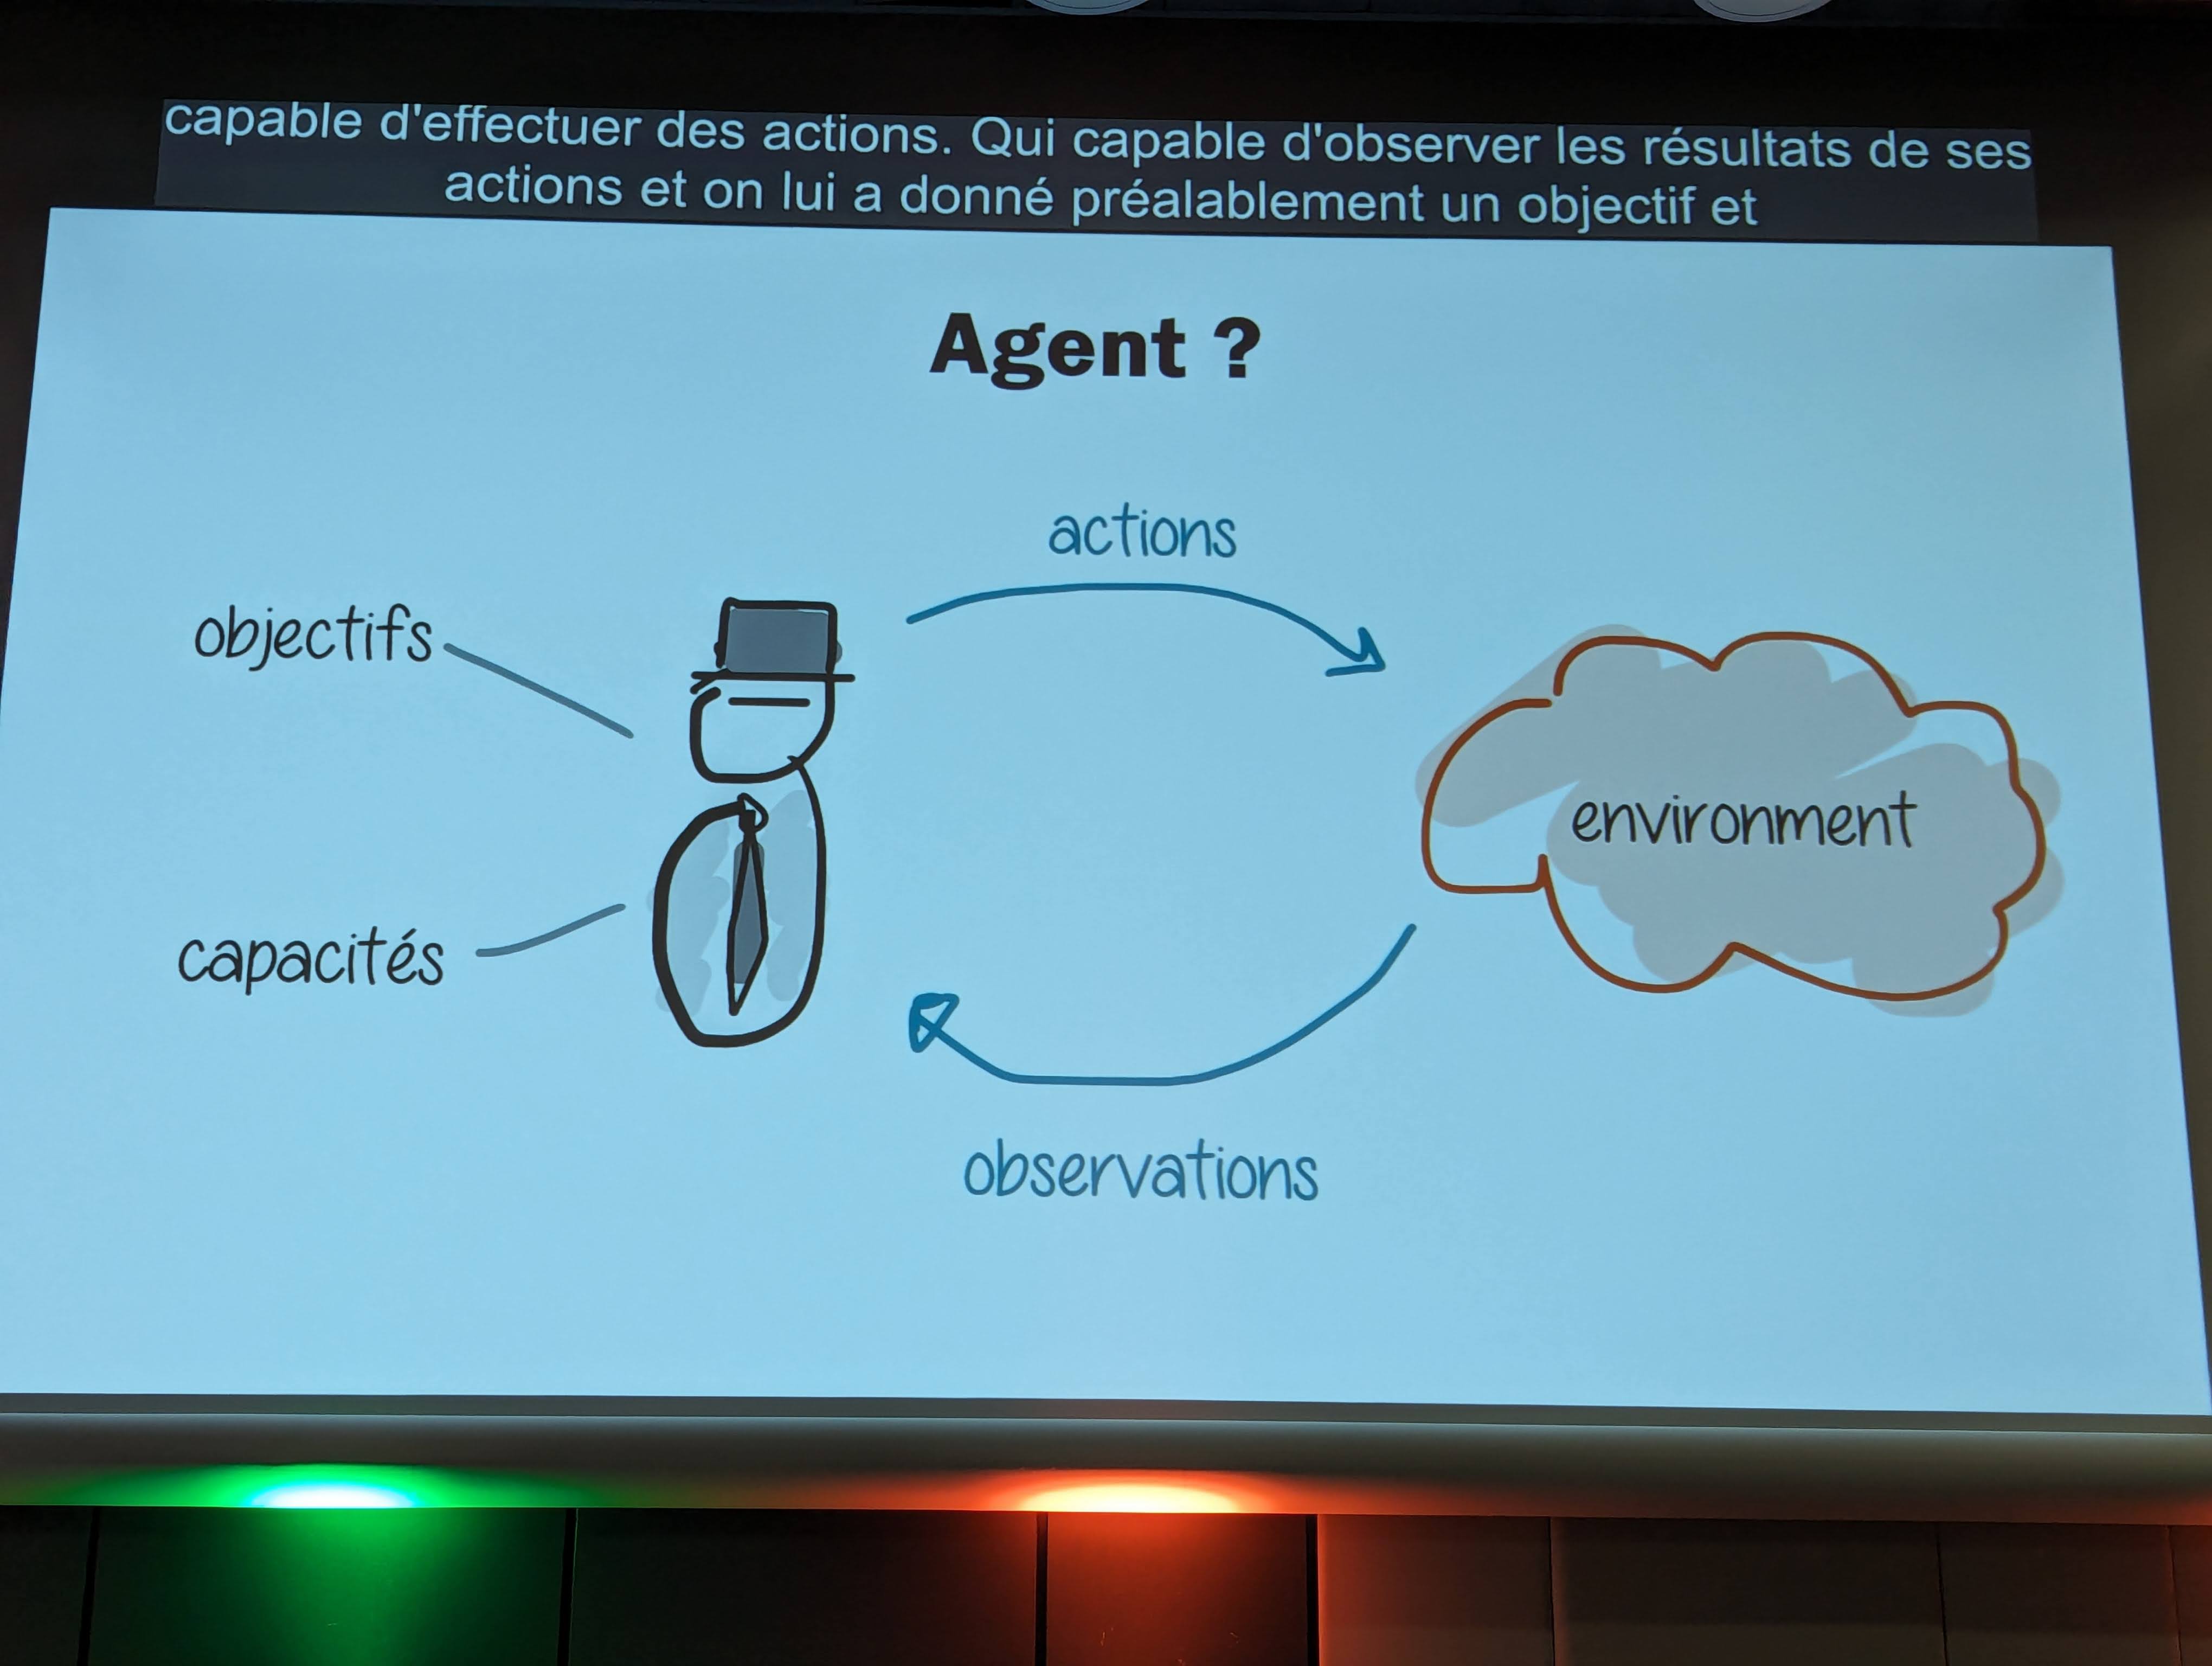 capable d'effectuer des actions. Qui capable d'observer les résultats de ses
actions et on lui a donné préalablement un objectif et
Agent ?
actions
objectifs
environment
capacités
observations